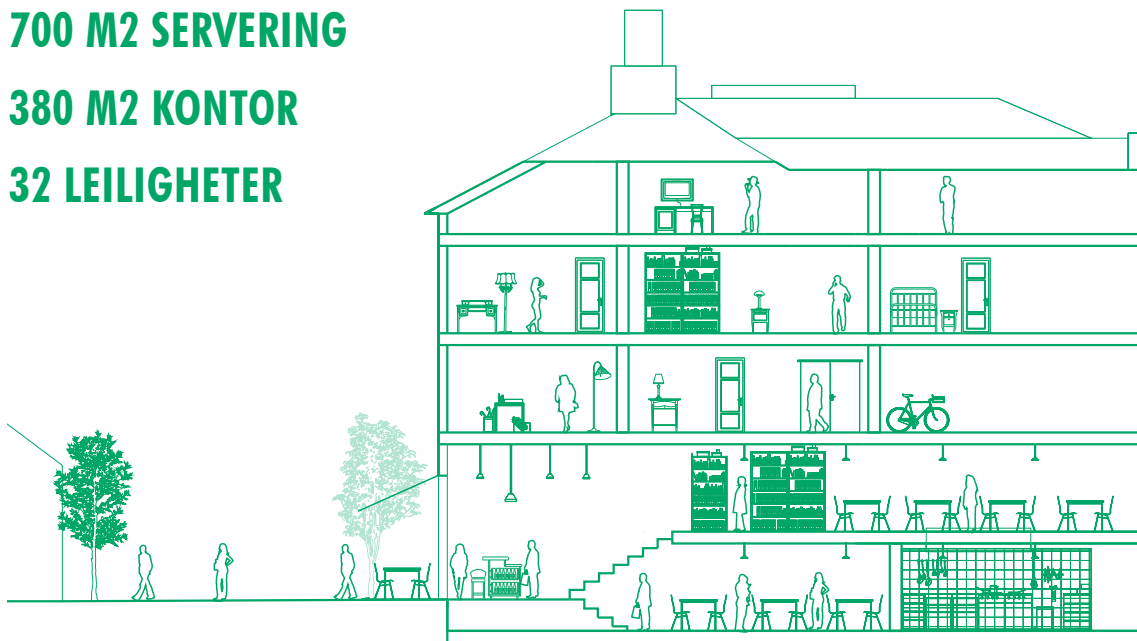 700 M2 SERVERING
380 M2 KONTOR
32 LEILIGHETER